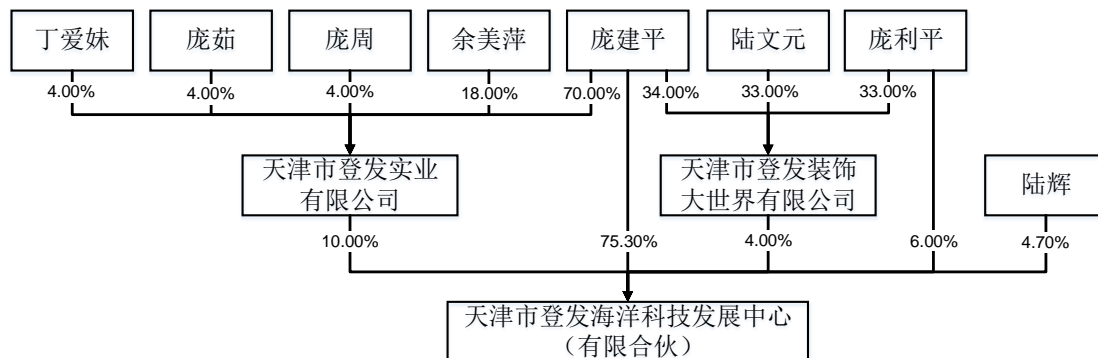 丁爱妹
庞茹
庞周
余美萍
庞建平
陆文元
庞利平
4.00%
4.00%
4.00%
18.00%
70.00%
34.00%
33.00%
33.00%
天津市登发实业
有限公司
天津市登发装饰
大世界有限公司
陆辉
10.00%
75.30%
4.00%
6.00%
4.70%
天津市登发海洋科技发展中心
（有限合伙）